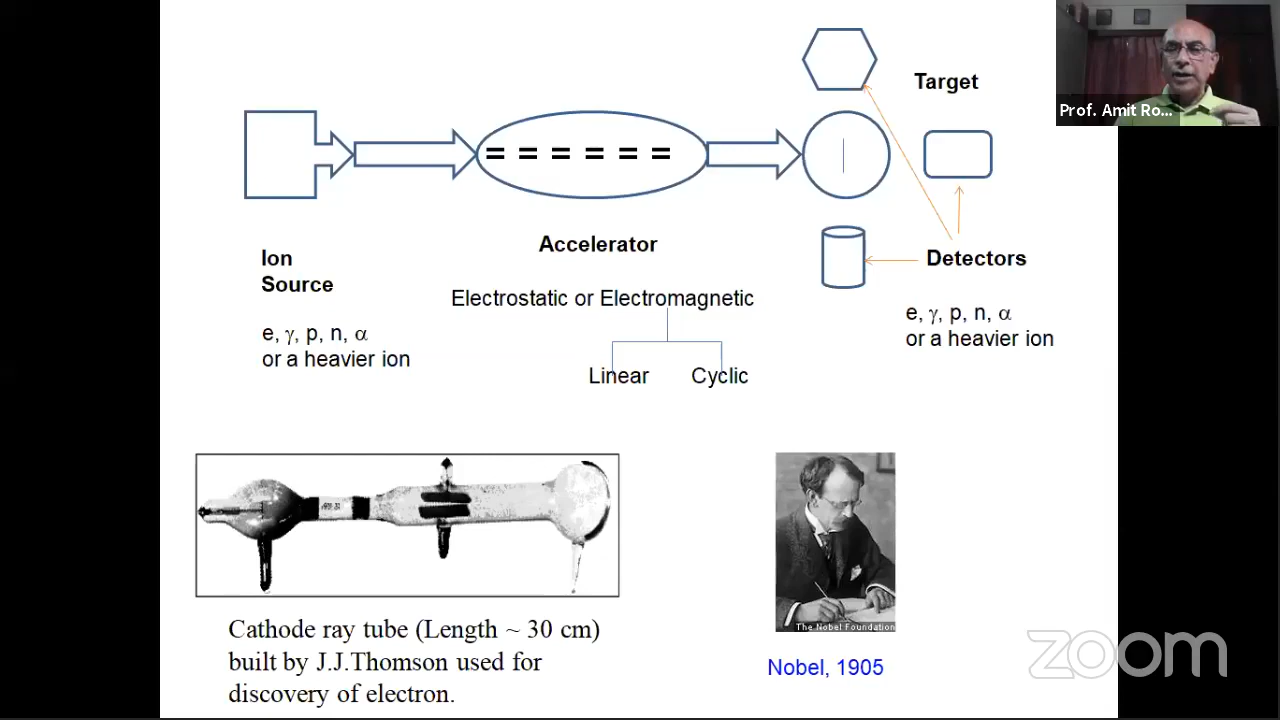 Target
Prof. Amit Ro...
= = = = = =
Ion
Source
Accelerator
Detectors
Electrostatic or Electromagnetic
e, γ, p, n, α
or a heavier ion
e, γ, p, n, α
or a heavier ion
Linear Cyclic
The Nobel Foundation
Cathode ray tube (Length ~ 30 cm)
built by J.J.Thomson used for
discovery of electron.
Nobel, 1905
zoom